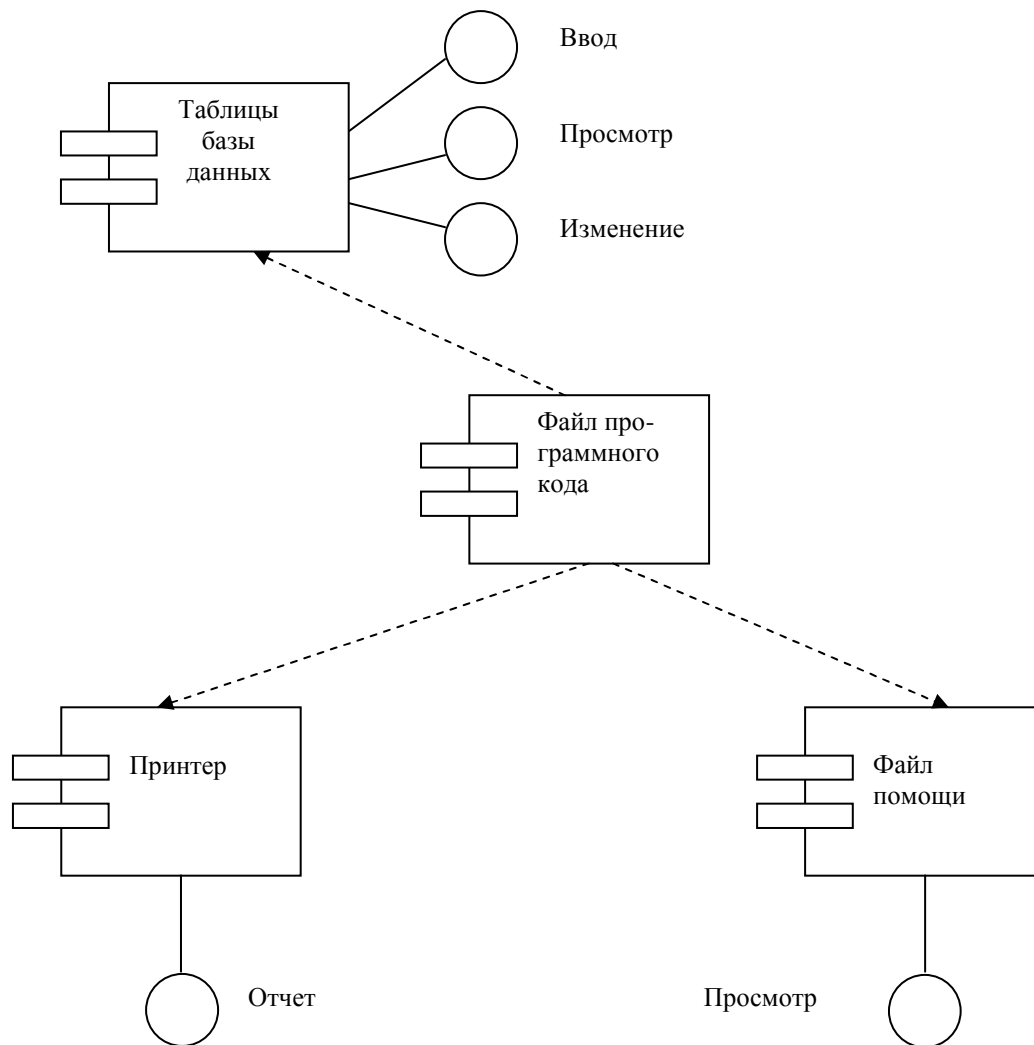 Ввод
Таблицы
базы
данных
Просмотр
Изменение
Файл про-
граммного
кода
Принтер
Файл
помощи
Отчет
Просмотр